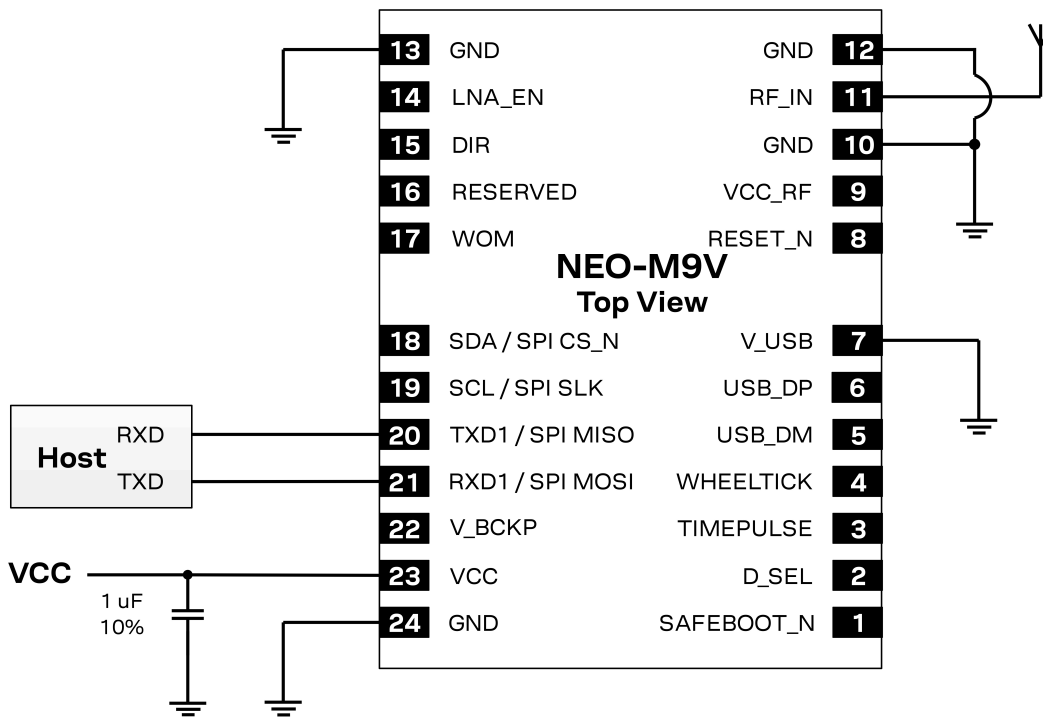 13 GND GND 12
14 LNA_EN RF_IN 11
15 DIR GND 10
16 RESERVED VCC_RF 9
17 WOM RESET_N 8
NEO-M9V
Top View
18 SDA / SPI CS_N V_USB 7
19 SCL / SPI SLK USB_DP 6
RXD 20 TXD1 / SPI MISO USB_DM 5
Host
TXD 21 RXD1 / SPI MOSI WHEELTICK 4
22 V_BCKP TIMEPULSE 3
VCC 23 VCC D_SEL 2
1 uF
10%
24 GND SAFEBOOT_N 1